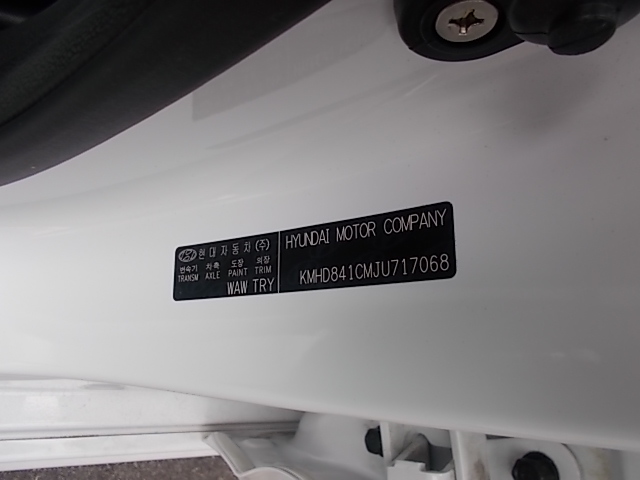 현대자동차(주)
변속기 차축 도장 의장
TRANSM AXLE PAINT TRIM
WAW TRY
HYUNDAI MOTOR COMPANY
KMHD841CMJU717068